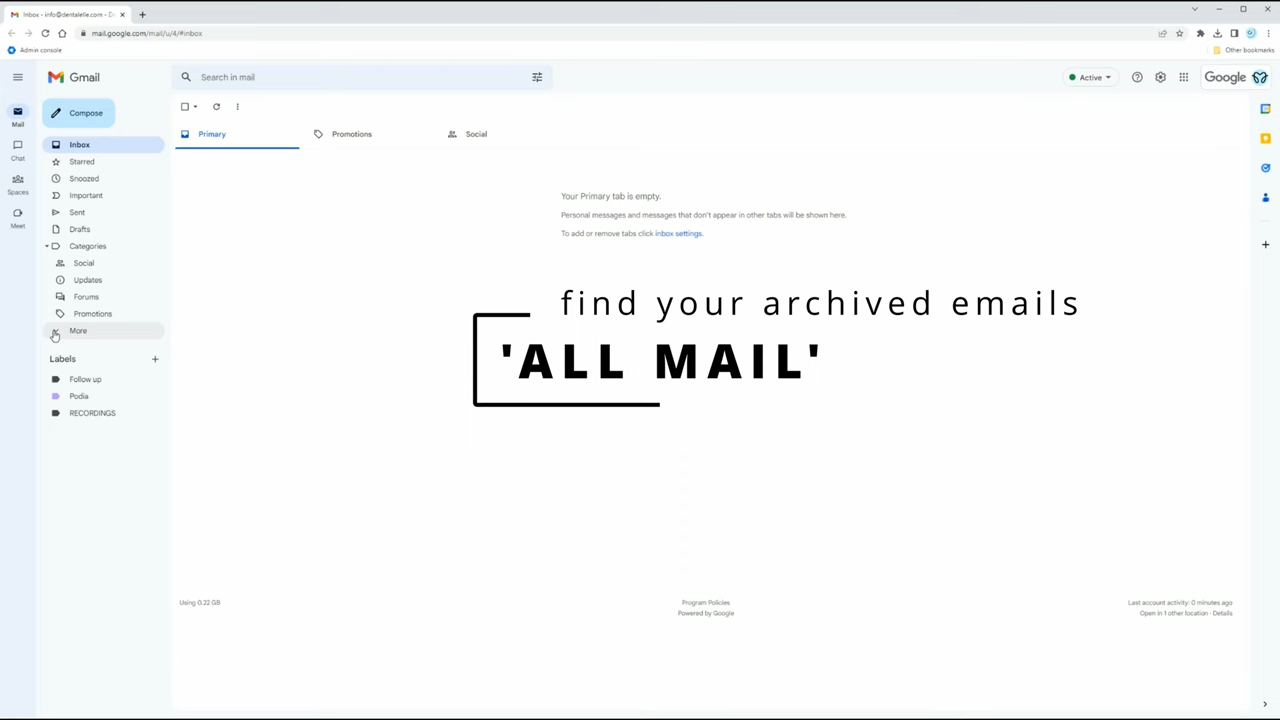 Inbox - info@dentalelle.com - De
mail.google.com/mail/u/4/#inbox
Admin console
Other bookmarks
Gmail
Search in mail
Active
Google
Compose
Mail
Chat
Spaces
Meet
Inbox
Starred
Snoozed
Important
Sent
Drafts
Categories
Social
Updates
Forums
Promotions
More
Labels
Follow up
Podia
RECORDINGS
Primary
Promotions
Social
Your Primary tab is empty.
Personal messages and messages that don't appear in other tabs will be shown here.
To add or remove tabs click inbox settings.
find your archived emails
'ALL MAIL'
Using 0.22 GB
Program Policies
Powered by Google
Last account activity: 0 minutes ago
Open in 1 other location · Details